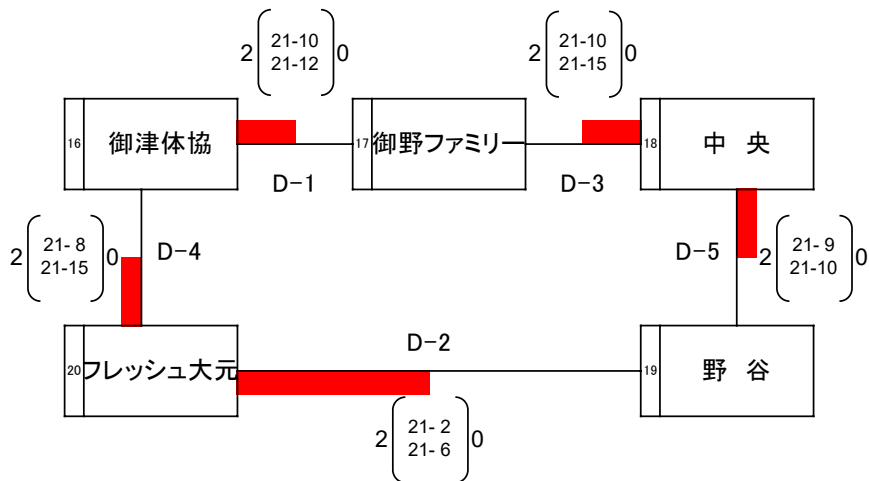 2 21-10 0
21-12
2 21-10 0
21-15
16 御津体協
17 御野ファミリー
18 中 央
D-1
D-3
2 21- 8 0
21-15
D-4
D-5
2 21- 9 0
21-10
20 フレッシュ大元
D-2
19 野 谷
2 21- 2 0
21- 6